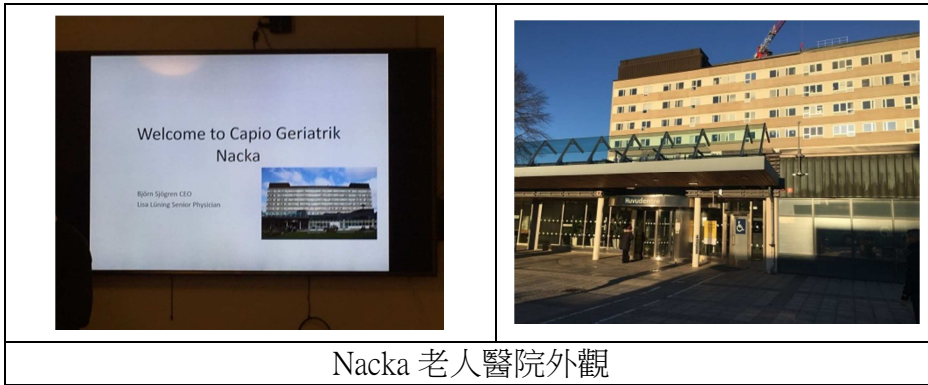 Welcome to Capio Geriatrik
Nacka
Björn Sjögren CEO
Lisa Lüning Senior Physician
Huvudentré
Nacka 老人醫院外觀